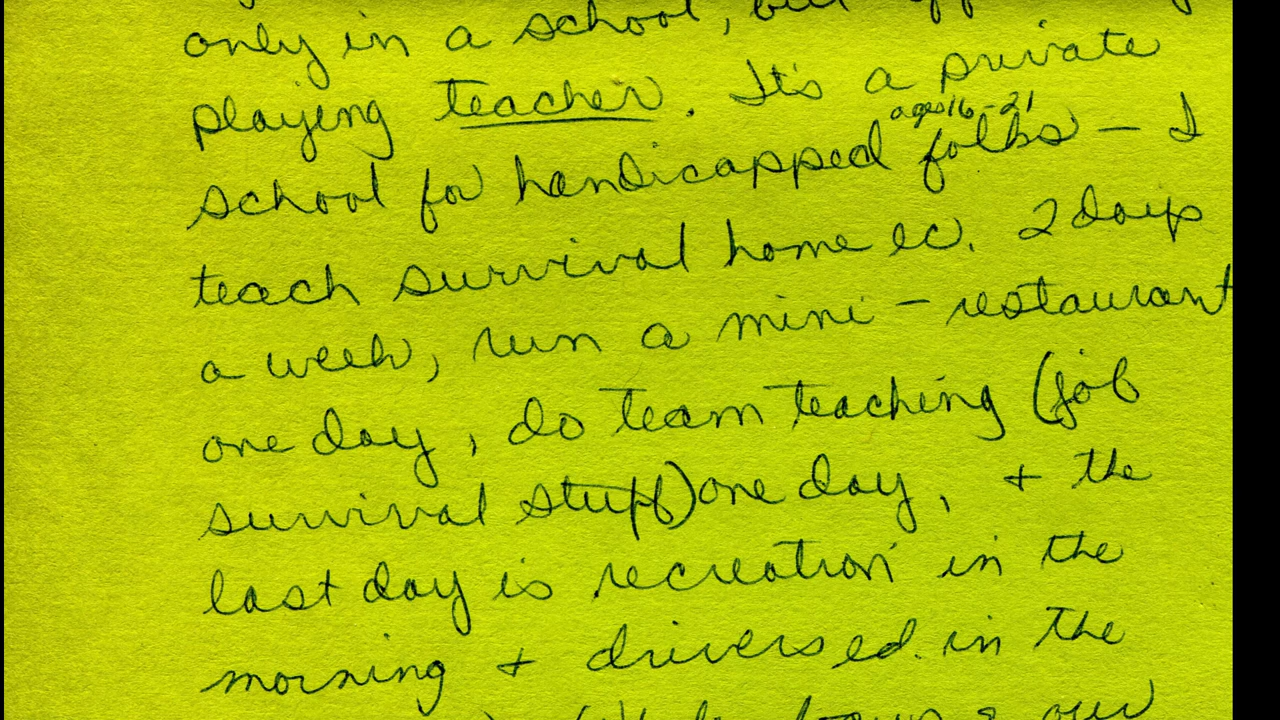 only in a school, but
playing teacher. It's a private
ages 16-21
school for handicapped folks – I
teach survival home ec. 2 days
a week, run a mini-restaurant
one day, do team teaching (job
survival stuff) one day, + the
last day is recreation in the
morning + drivers ed. in the